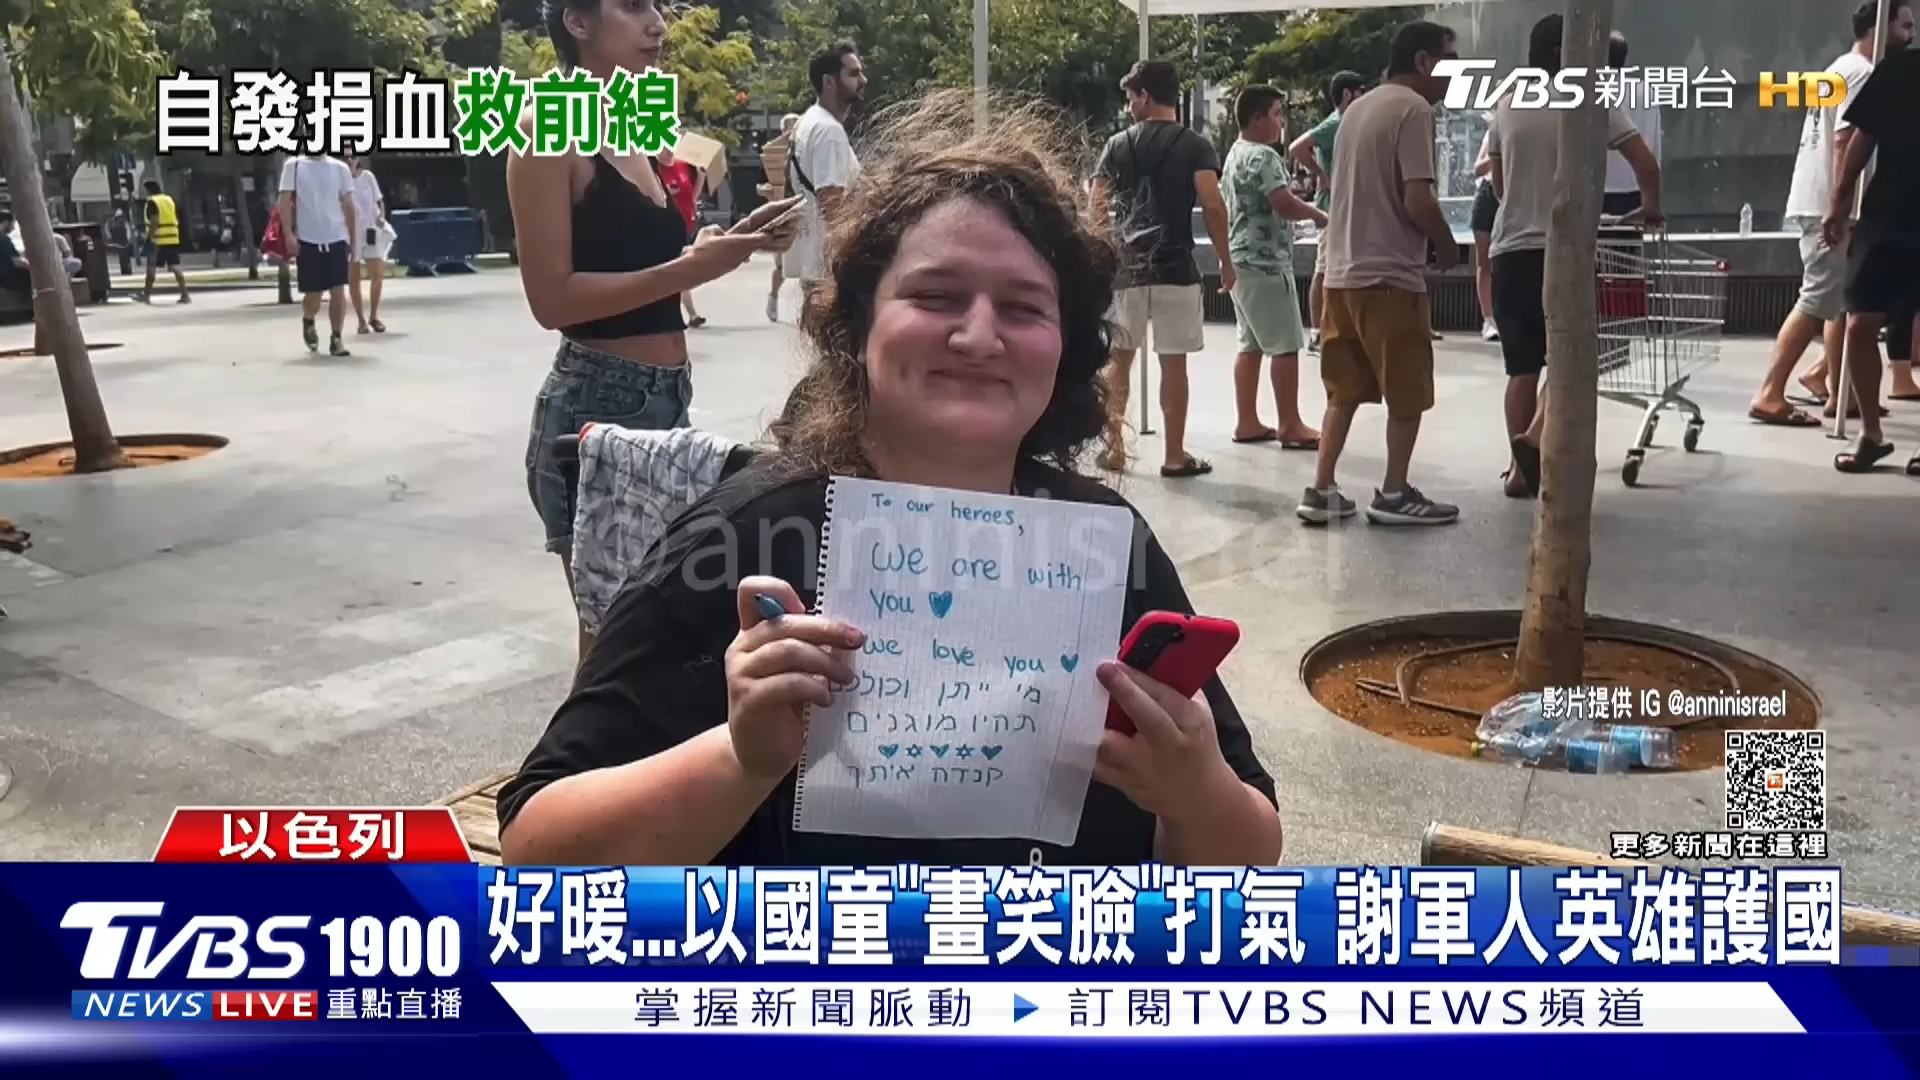 自發捐血救前線
TVBS新聞台 HD
@anninisrael
To our heroes,
We are with
you
we love you
מי ייתן וכולכם
תהיו מוגנים
קנדה איתך
影片提供 IG @anninisrael
更多新聞在這裡
以色列
好暖...以國童"畫笑臉"打氣 謝軍人英雄護國
TVBS 1900
NEWS LIVE 重點直播
掌握新聞脈動 ▶ 訂閱TVBS NEWS頻道